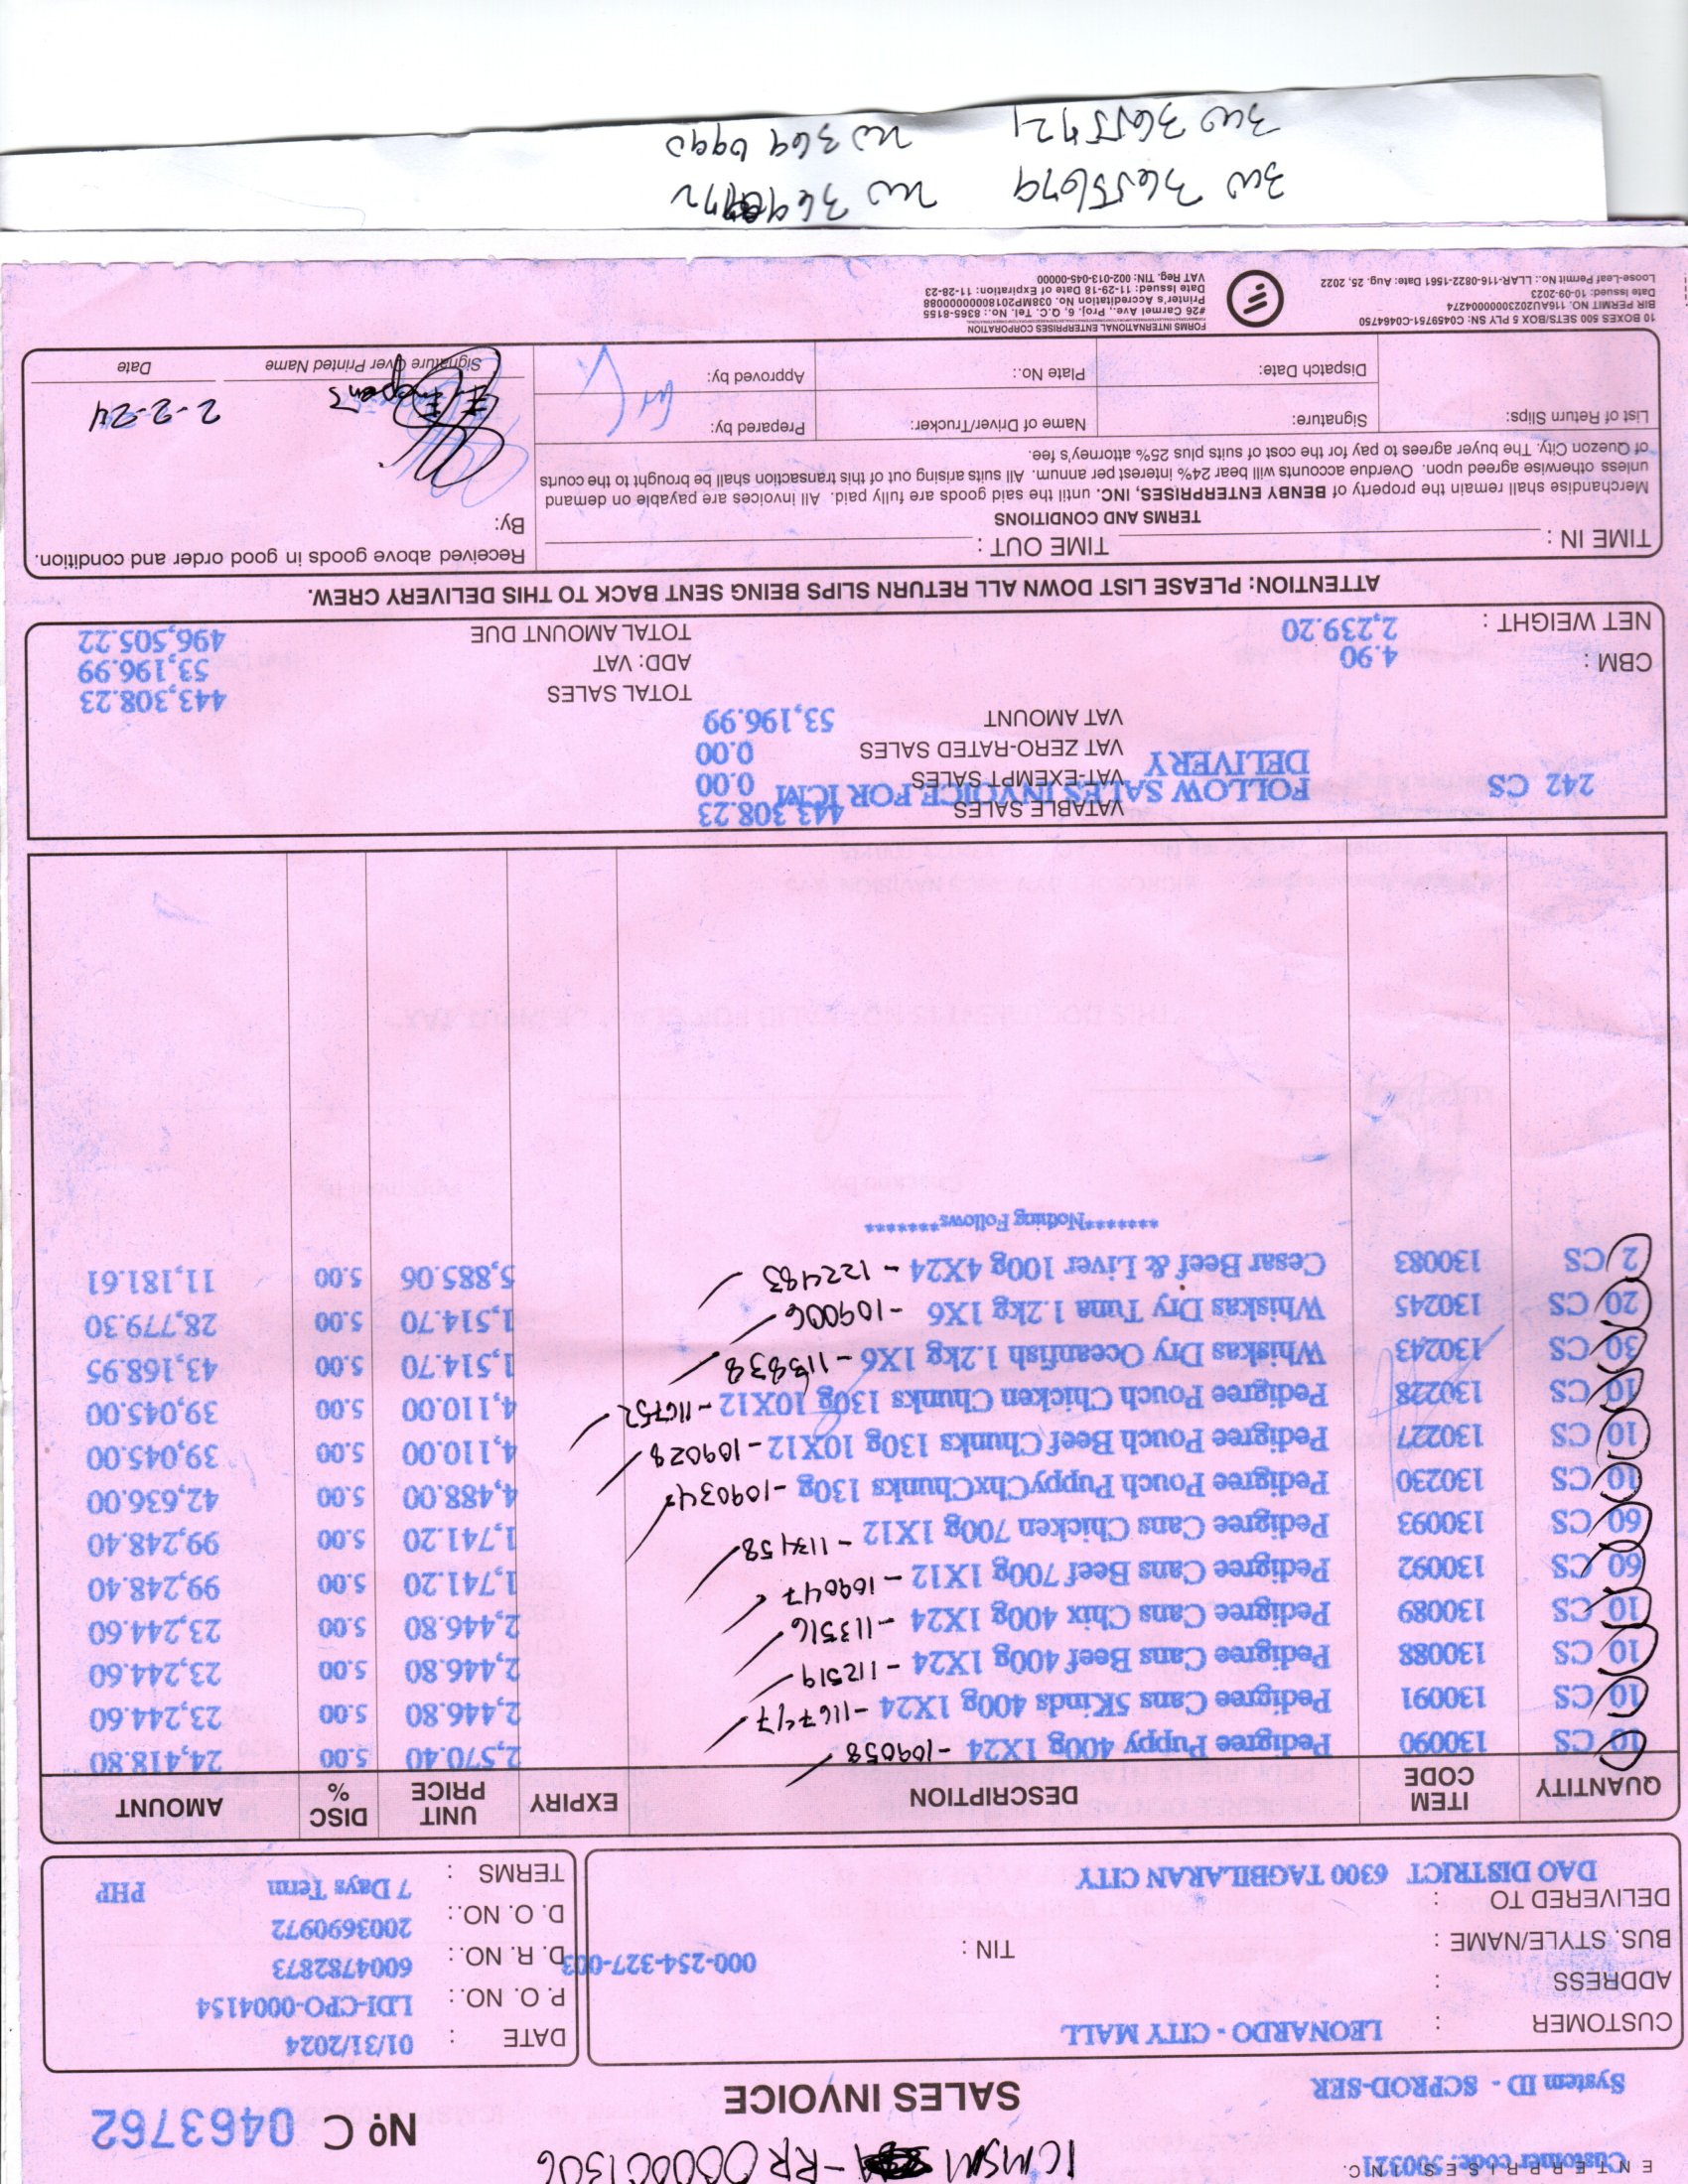 ICMSM A-RR000001306
ENTERPRISES INC.
Customer code: 500321
No C 0463762
System ID - SCPROD-SER
SALES INVOICE
CUSTOMER : LEONARDO - CITY MALL
ADDRESS :
BUS. STYLE/NAME : TIN : 000-254-327-003
DELIVERED TO :
DAO DISTRICT 6300 TAGBILARAN CITY
DATE : 01/31/2024
P. O. NO.: LDI-CPO-0004154
D. R. NO.: 6004782873
D. O. NO.: 2003690972
TERMS : 7 Days Term PHP
QUANTITY ITEM CODE DESCRIPTION EXPIRY UNIT PRICE DISC % AMOUNT
10 CS 130090 Pedigree Puppy 400g 1X24 -109058 2,570.40 5.00 24,418.80
10 CS 130091 Pedigree Cans 5Kinds 400g 1X24 -116747 2,446.80 5.00 23,244.60
10 CS 130088 Pedigree Cans Beef 400g 1X24 - 112519 2,446.80 5.00 23,244.60
10 CS 130089 Pedigree Cans Chix 400g 1X24 -113516 2,446.80 5.00 23,244.60
60 CS 130092 Pedigree Cans Beef 700g 1X12 - 109047 1,741.20 5.00 99,248.40
60 CS 130093 Pedigree Cans Chicken 700g 1X12 - 117458 1,741.20 5.00 99,248.40
10 CS 130230 Pedigree Pouch PuppyChxChunks 130g -109034 4,488.00 5.00 42,636.00
10 CS 130227 Pedigree Pouch Beef Chunks 130g 10X12 -109028 4,110.00 5.00 39,045.00
10 CS 130228 Pedigree Pouch Chicken Chunks 130g 10X12 -116752 4,110.00 5.00 39,045.00
30 CS 130243 Whiskas Dry Oceanfish 1.2kg 1X6 - 113838 1,514.70 5.00 43,168.95
20 CS 130245 Whiskas Dry Tuna 1.2kg 1X6 -109006 1,514.70 5.00 28,779.30
2 CS 130083 Cesar Beef & Liver 100g 4X24 - 122483 5,885.06 5.00 11,181.61
*******Nothing Follows********
242 CS FOLLOW SALES INVOICE FOR ICM DELIVERY
VATABLE SALES 443,308.23
VAT-EXEMPT SALES 0.00
VAT ZERO-RATED SALES 0.00
VAT AMOUNT 53,196.99
TOTAL SALES 443,308.23
CBM : 4.90 ADD: VAT 53,196.99
NET WEIGHT : 2,239.20 TOTAL AMOUNT DUE 496,505.22
ATTENTION: PLEASE LIST DOWN ALL RETURN SLIPS BEING SENT BACK TO THIS DELIVERY CREW.
TIME IN : TIME OUT :
TERMS AND CONDITIONS
Merchandise shall remain the property of BENBY ENTERPRISES, INC. until the said goods are fully paid. All invoices are payable on demand
unless otherwise agreed upon. Overdue accounts will bear 24% interest per annum. All suits arising out of this transaction shall be brought to the courts
of Quezon City. The buyer agrees to pay for the cost of suits plus 25% attorney's fee.
Received above goods in good order and condition.
By:
2-2-24
Signature Over Printed Name Date
List of Return Slips: Signature: Name of Driver/Trucker: Prepared by:
Dispatch Date: Plate No.: Approved by:
10 BOXES 500 SETS/BOX 5 PLY SN: C0459751-C0464750
BIR PERMIT NO. 116AU20230000004274
Date Issued: 10-09-2023
Loose-Leaf Permit No.: LLAR-116-0822-1561 Date: Aug. 25, 2022
FORMS INTERNATIONAL ENTERPRISES CORPORATION
#26 Carmel Ave., Proj. 6, Q.C. Tel. No.: 8365-8155
Printer's Accreditation No. 038MP20180000000088
Date Issued: 11-29-18 Date of Expiration: 11-28-23
VAT Reg. TIN: 002-013-045-00000
3W 3655679
3W 3655721